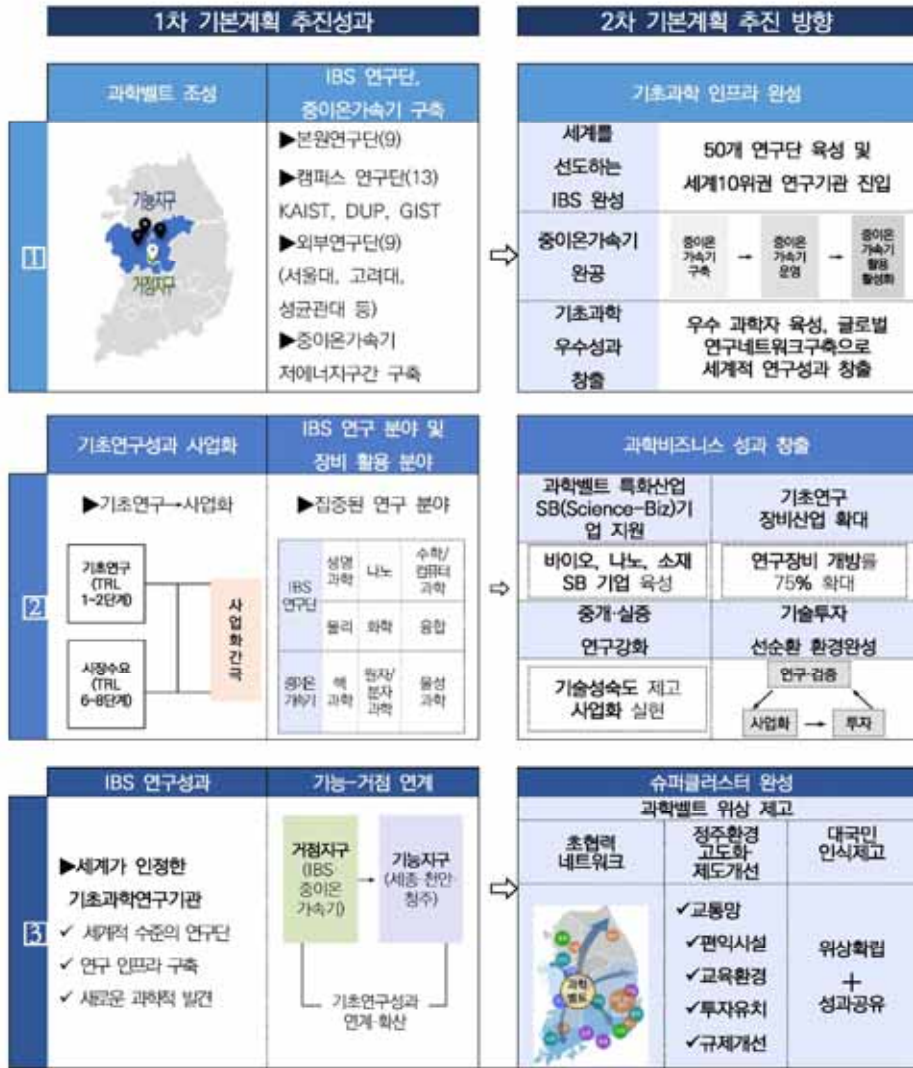 1차 기본계획 추진성과
2차 기본계획 추진 방향
1
과학벨트 조성
IBS 연구단,
중이온가속기 구축
기능지구
거점지구
▶본원연구단(9)
▶캠퍼스 연구단(13)
KAIST, DUP, GIST
▶외부연구단(9)
(서울대, 고려대,
성균관대 등)
▶중이온가속기
저에너지구간 구축
기초과학 인프라 완성
세계를
선도하는
IBS 완성
50개 연구단 육성 및
세계10위권 연구기관 진입
중이온가속기
완공
중이온
가속기
구축
→
중이온
가속기
운영
→
중이온
가속기
활용
활성화
기초과학
우수성과
창출
우수 과학자 육성, 글로벌
연구네트워크구축으로
세계적 연구성과 창출
2
기초연구성과 사업화
IBS 연구 분야 및
장비 활용 분야
▶기초연구→사업화
기초연구
(TRL
1~2단계)
시장수요
(TRL
6~8단계)
사
업
화
간
극
▶집중된 연구 분야
IBS
연구단
생명
과학
나노
수학/
컴퓨터
과학
물리
화학
융합
중이온
가속기
핵
과학
원자/
분자
과학
물성
과학
과학비즈니스 성과 창출
과학벨트 특화산업
SB(Science-Biz)기
업 지원
기초연구
장비산업 확대
바이오, 나노, 소재
SB 기업 육성
연구장비 개방률
75% 확대
중개·실증
연구강화
기술투자
선순환 환경완성
기술성숙도 제고
사업화 실현
연구·검증
사업화
→
투자
3
IBS 연구성과
기능-거점 연계
▶세계가 인정한
기초과학연구기관
✓ 세계적 수준의 연구단
✓ 연구 인프라 구축
✓ 새로운 과학적 발견
거점지구
(IBS·
중이온
가속기)
→
기능지구
(세종·천안·
청주)
기초연구성과
연계·확산
슈퍼클러스터 완성
과학벨트 위상 제고
초협력
네트워크
정주환경
고도화·
제도개선
대국민
인식제고
과학
벨트
✓교통망
✓편익시설
✓교육환경
✓투자유치
✓규제개선
위상확립
+
성과공유